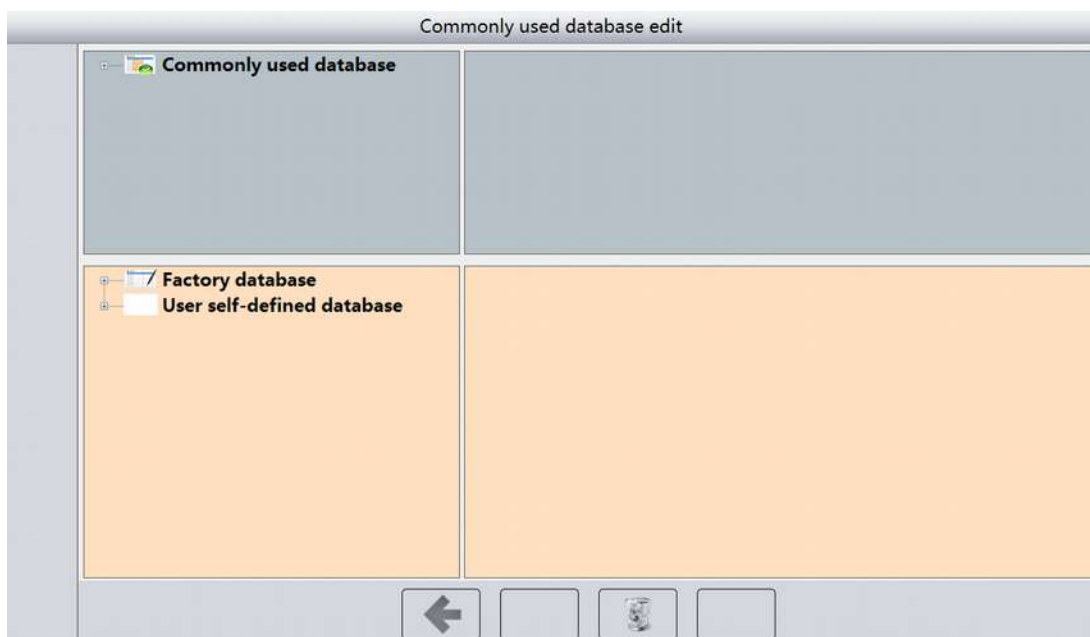 Commonly used database edit
Commonly used database
Factory database
User self-defined database